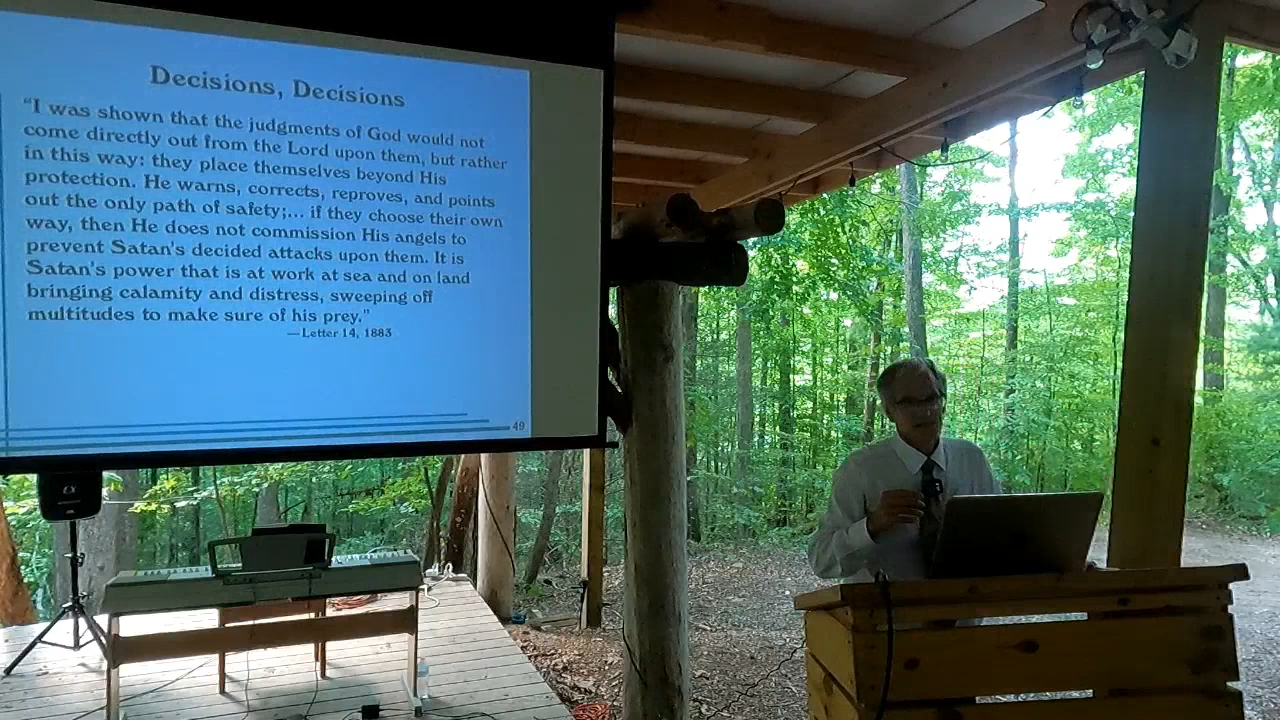 Decisions, Decisions
“I was shown that the judgments of God would not
come directly out from the Lord upon them, but rather
in this way: they place themselves beyond His
protection. He warns, corrects, reproves, and points
out the only path of safety;... if they choose their own
way, then He does not commission His angels to
prevent Satan's decided attacks upon them. It is
Satan's power that is at work at sea and on land
bringing calamity and distress, sweeping off
multitudes to make sure of his prey.”
—Letter 14, 1883
49